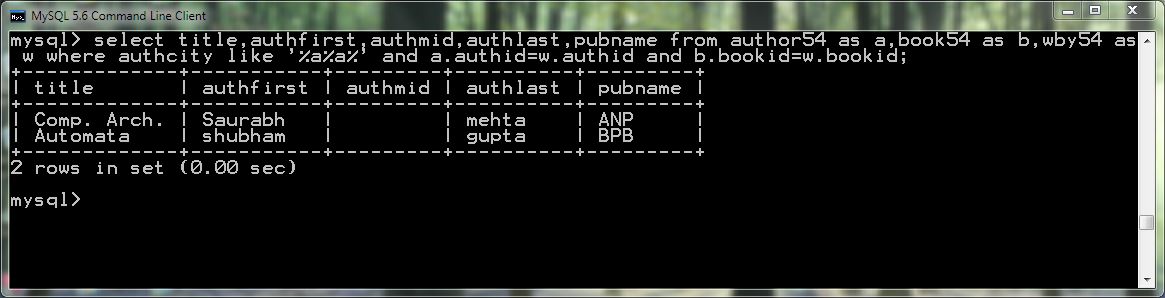 MySQL 5.6 Command Line Client
mysql> select title,authfirst,authmid,authlast,pubname from author54 as a,book54 as b,wby54 as
 w where authcity like '%a%a%' and a.authid=w.authid and b.bookid=w.bookid;
+-------------+-----------+---------+----------+---------+
| title       | authfirst | authmid | authlast | pubname |
+-------------+-----------+---------+----------+---------+
| Comp. Arch. | Saurabh   |         | mehta    | ANP     |
| Automata    | shubham   |         | gupta    | BPB     |
+-------------+-----------+---------+----------+---------+
2 rows in set (0.00 sec)
mysql>